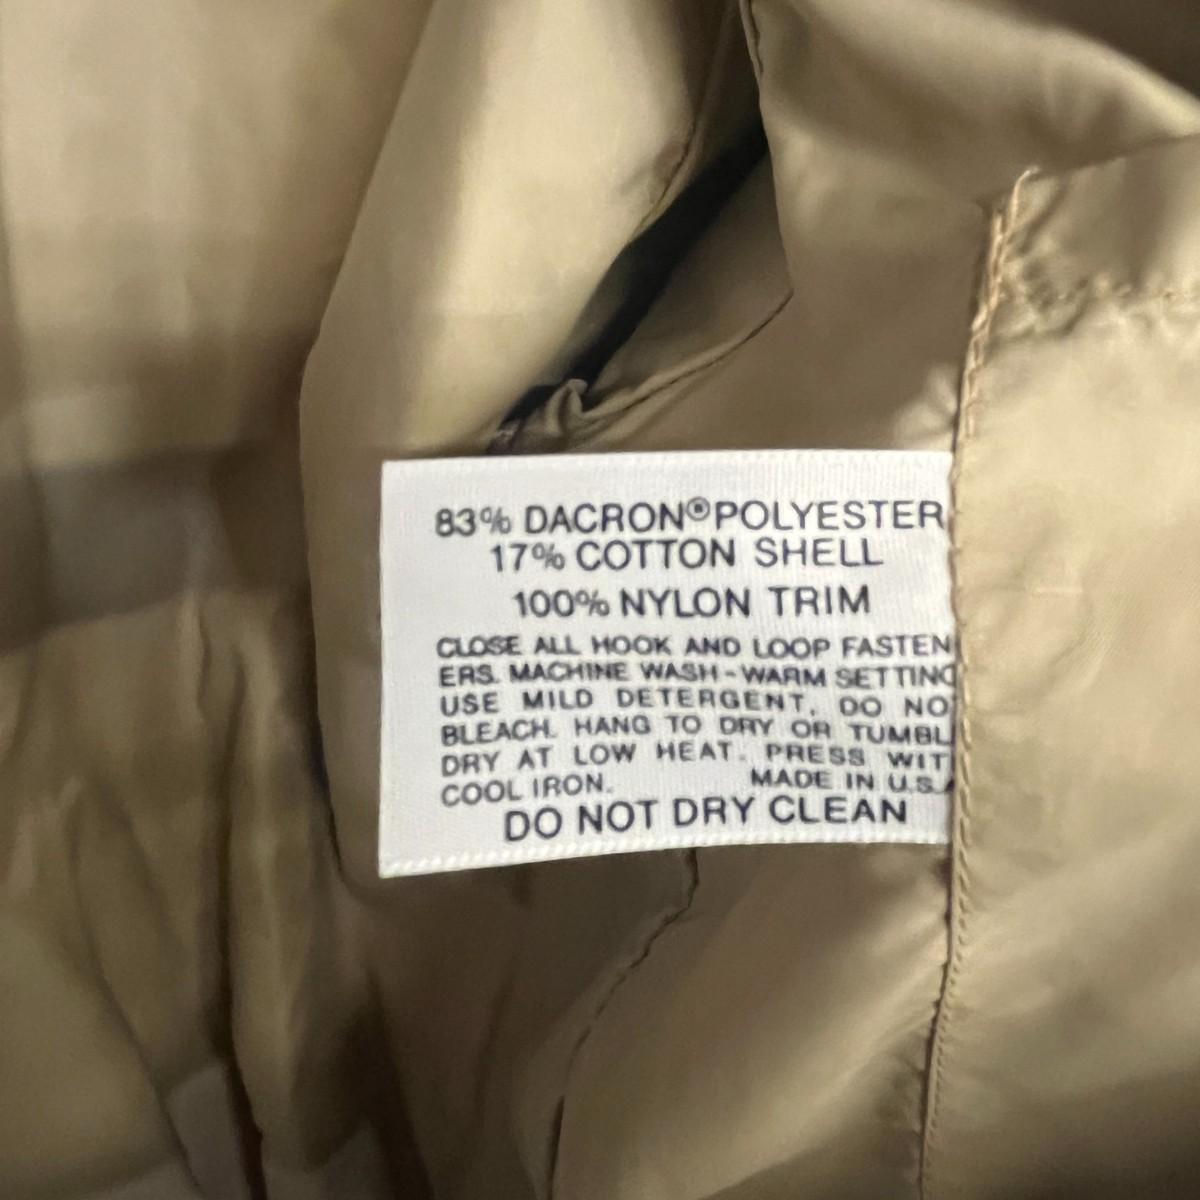 83% DACRON®POLYESTER
17% COTTON SHELL
100% NYLON TRIM
CLOSE ALL HOOK AND LOOP FASTEN
ERS. MACHINE WASH-WARM SETTING
USE MILD DETERGENT. DO NO
BLEACH. HANG TO DRY OR TUMBL
DRY AT LOW HEAT. PRESS WIT
COOL IRON. MADE IN U.S.A
DO NOT DRY CLEAN